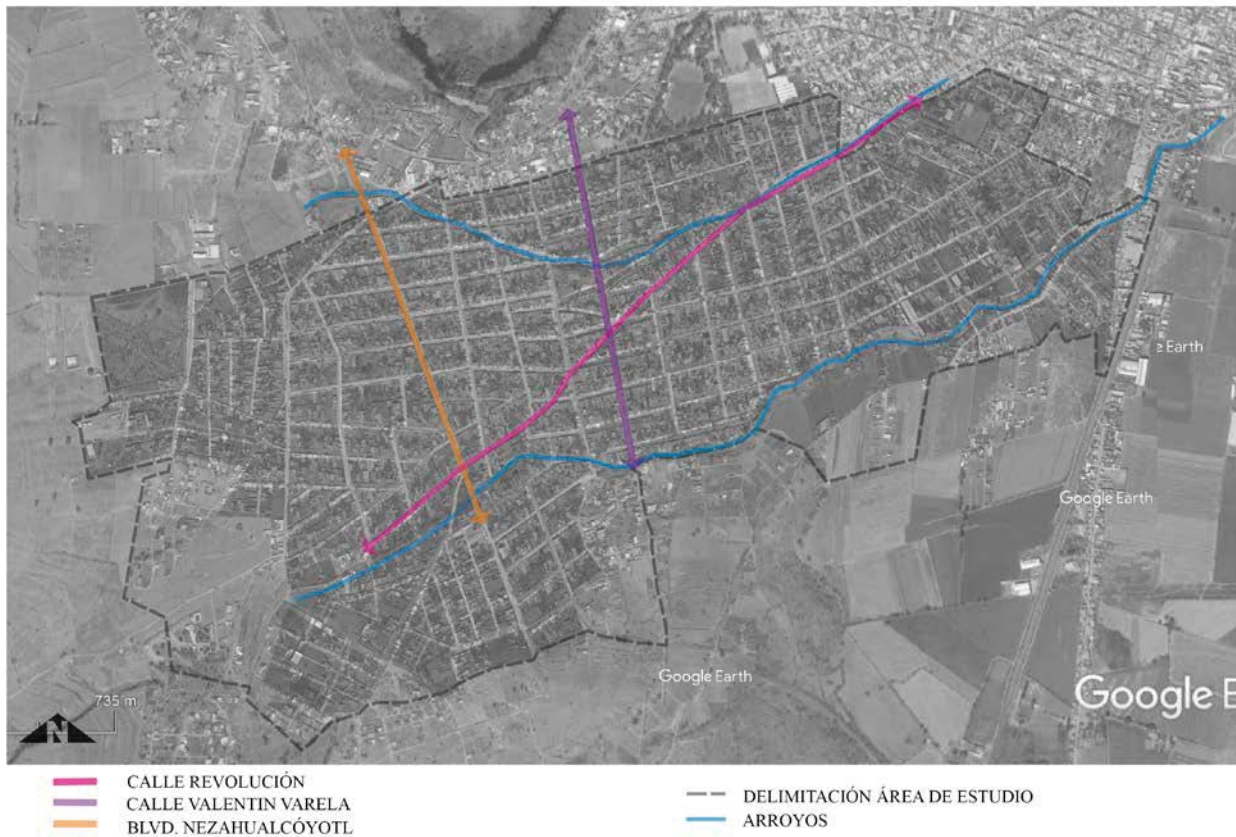 e Earth
Google Earth
Google Earth
Google E
735 m
N
CALLE REVOLUCIÓN
CALLE VALENTIN VARELA
BLVD. NEZAHUALCÓYOTL
DELIMITACIÓN ÁREA DE ESTUDIO
ARROYOS